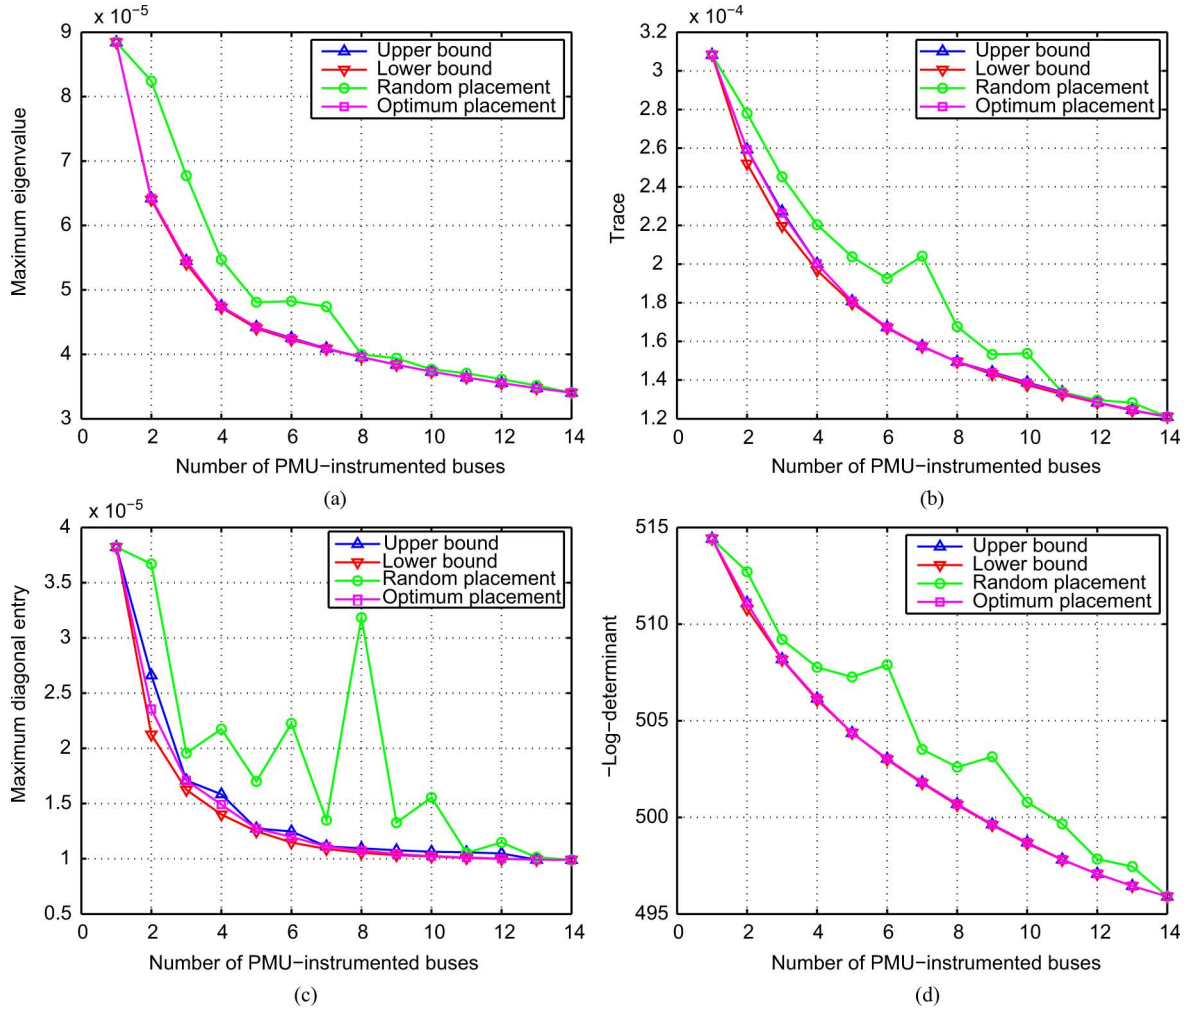 x 10⁻⁵
9
8
7
6
5
4
3
0 2 4 6 8 10 12 14
Maximum eigenvalue
Number of PMU−instrumented buses
Upper bound
Lower bound
Random placement
Optimum placement
(a)
x 10⁻⁴
3.2
3
2.8
2.6
2.4
2.2
2
1.8
1.6
1.4
1.2
0 2 4 6 8 10 12 14
Trace
Number of PMU−instrumented buses
Upper bound
Lower bound
Random placement
Optimum placement
(b)
x 10⁻⁵
4
3.5
3
2.5
2
1.5
1
0.5
0 2 4 6 8 10 12 14
Maximum diagonal entry
Number of PMU−instrumented buses
Upper bound
Lower bound
Random placement
Optimum placement
(c)
515
510
505
500
495
0 2 4 6 8 10 12 14
−Log−determinant
Number of PMU−instrumented buses
Upper bound
Lower bound
Random placement
Optimum placement
(d)